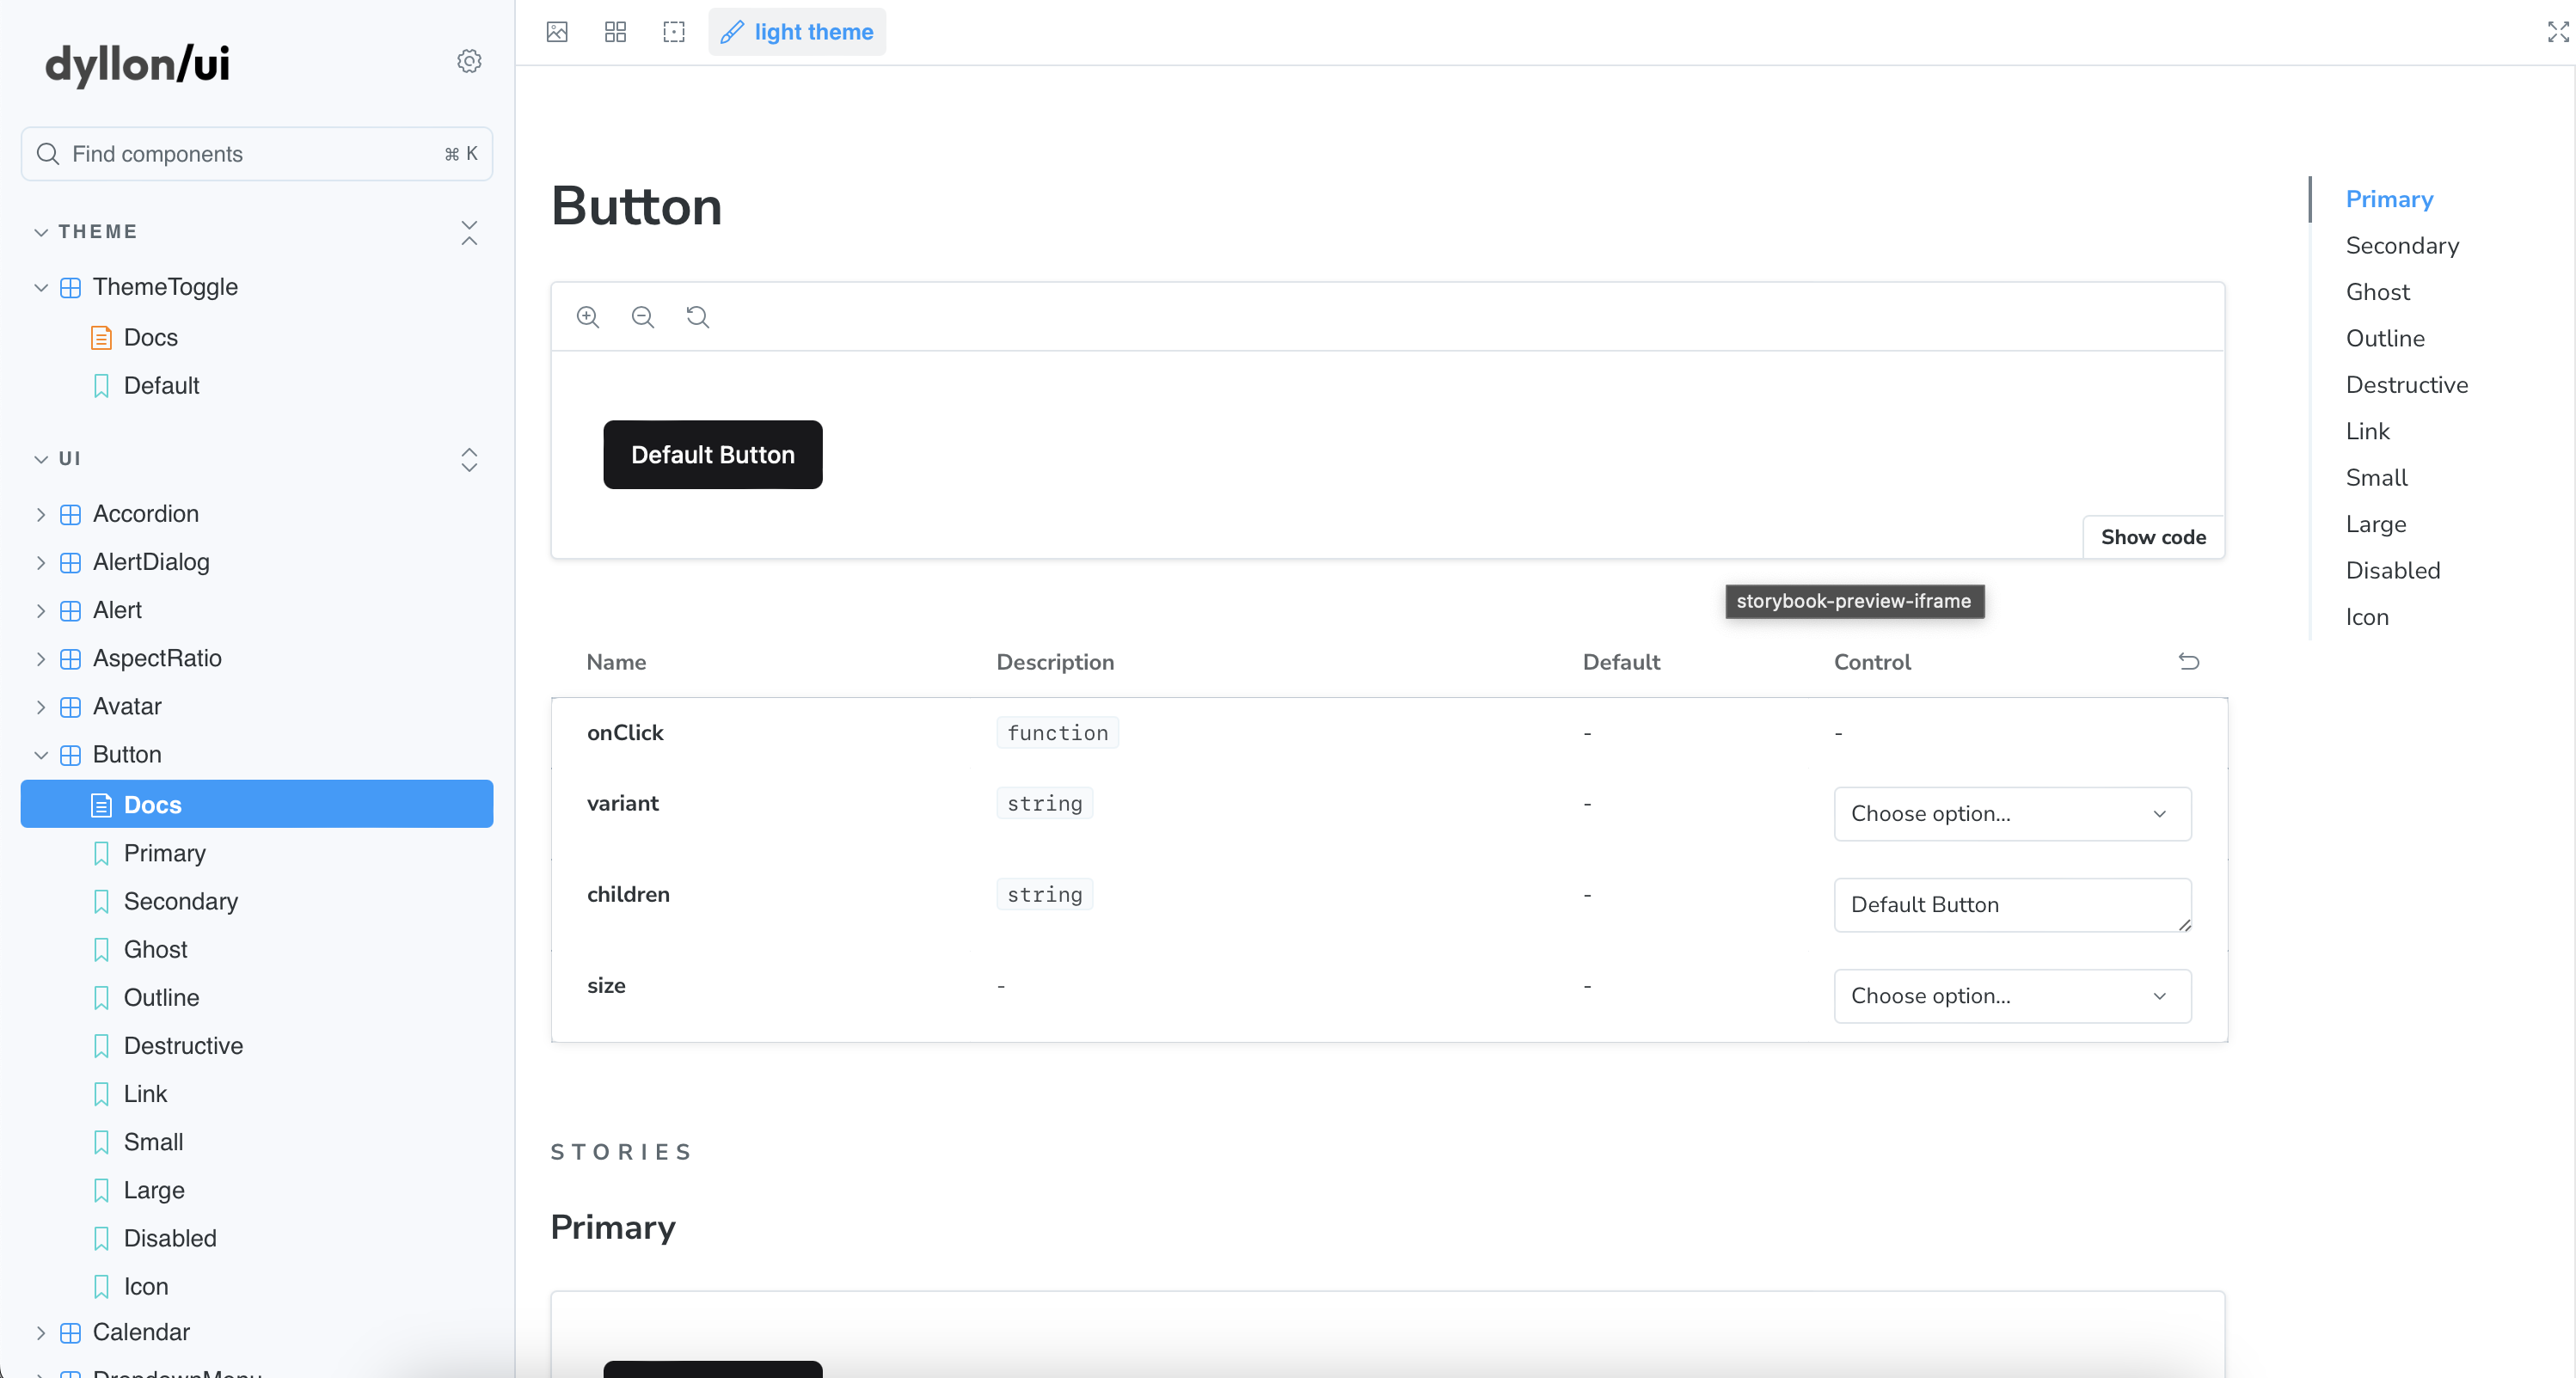 dyllon/ui
Find components
⌘ K
THEME
ThemeToggle
Docs
Default
UI
Accordion
AlertDialog
Alert
AspectRatio
Avatar
Button
Docs
Primary
Secondary
Ghost
Outline
Destructive
Link
Small
Large
Disabled
Icon
Calendar
DropdownMenu
light theme
Button
Default Button
Show code
storybook-preview-iframe
Name Description Default Control
onClick function - -
variant string - Choose option...
children string - Default Button
size - - Choose option...
STORIES
Primary
Primary
Secondary
Ghost
Outline
Destructive
Link
Small
Large
Disabled
Icon